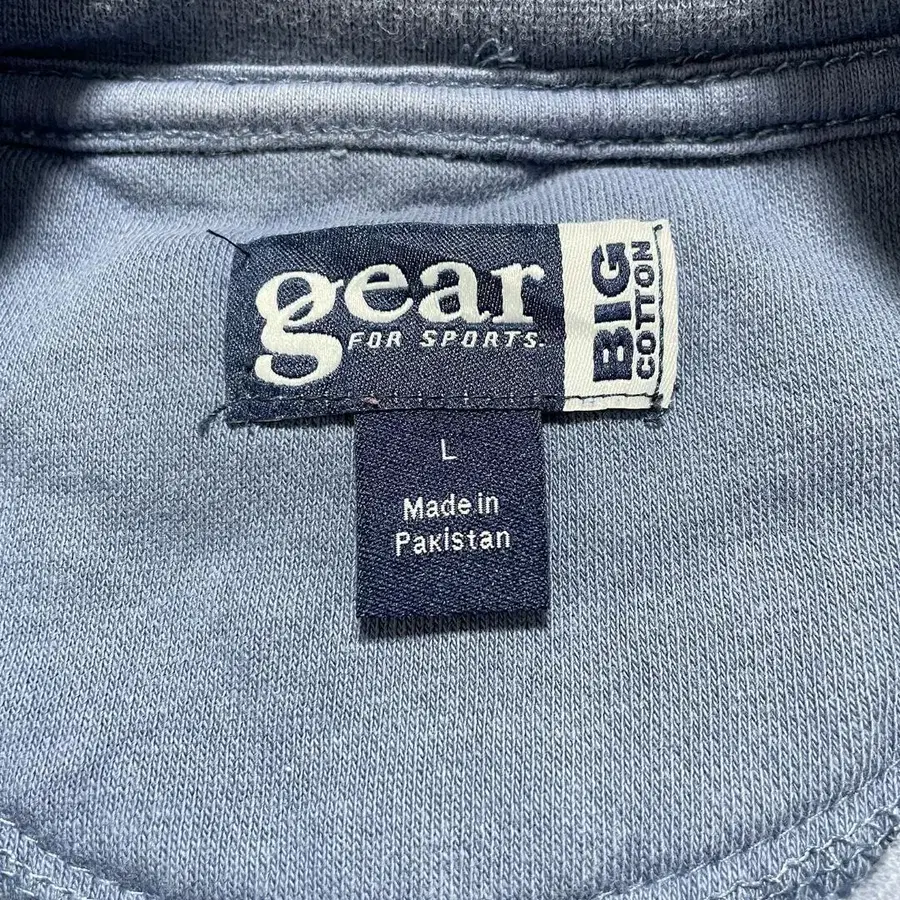 gear
FOR SPORTS.
BIG
COTTON
L
Made in
Pakistan